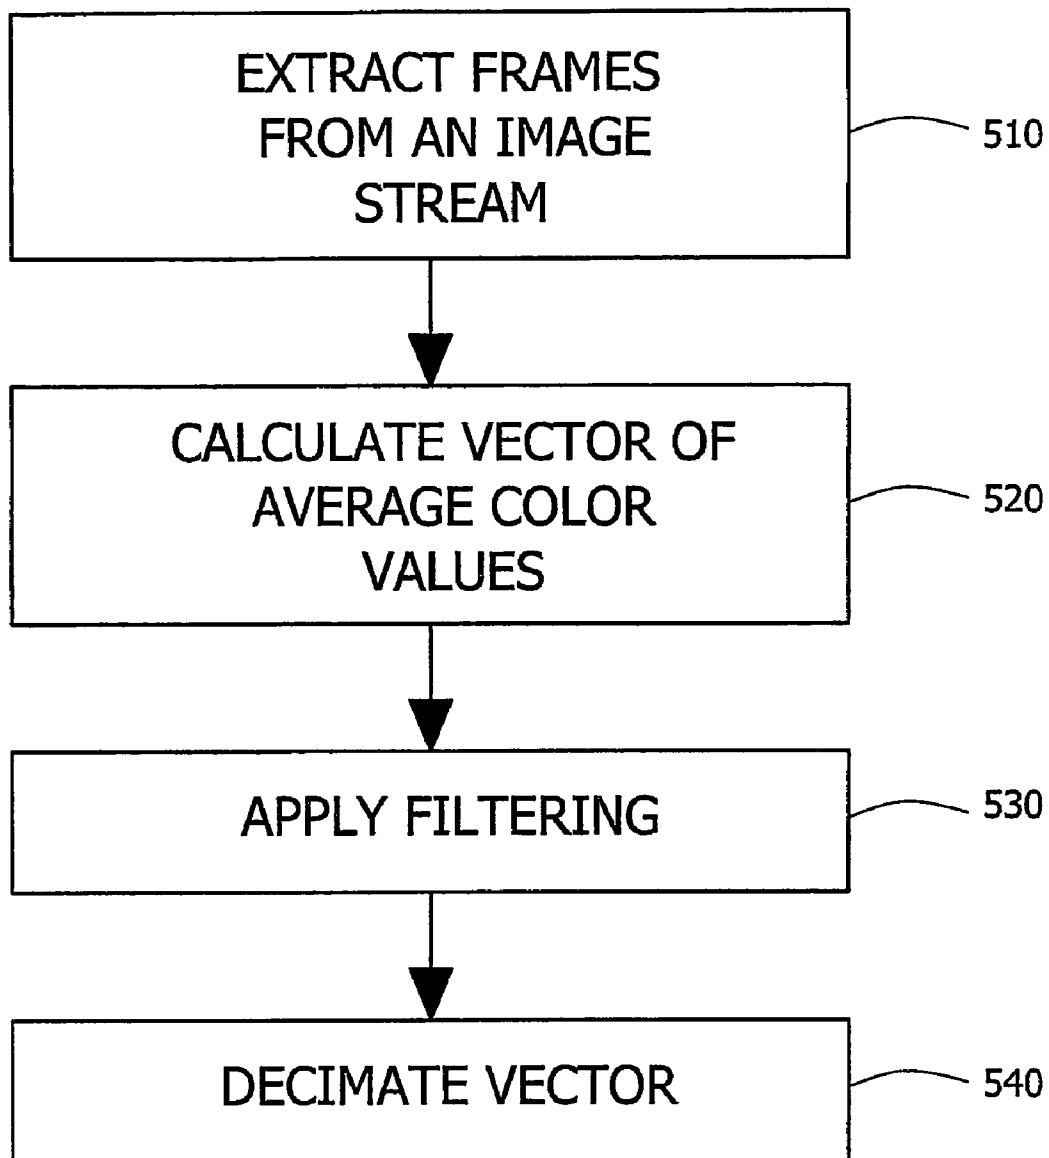 EXTRACT FRAMES
FROM AN IMAGE
STREAM
510
CALCULATE VECTOR OF
AVERAGE COLOR
VALUES
520
APPLY FILTERING
530
DECIMATE VECTOR
540